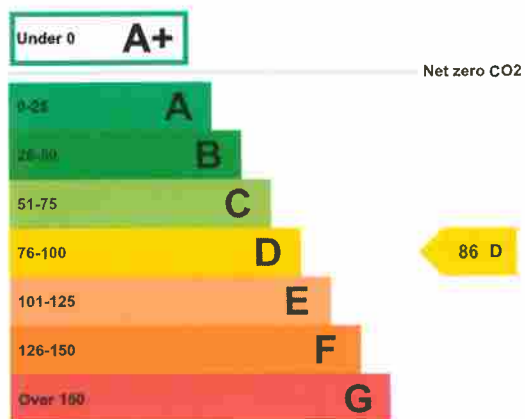 Under 0 A+
Net zero CO2
0-25 A
26-50 B
51-75 C
76-100 D
86 D
101-125 E
126-150 F
Over 150 G